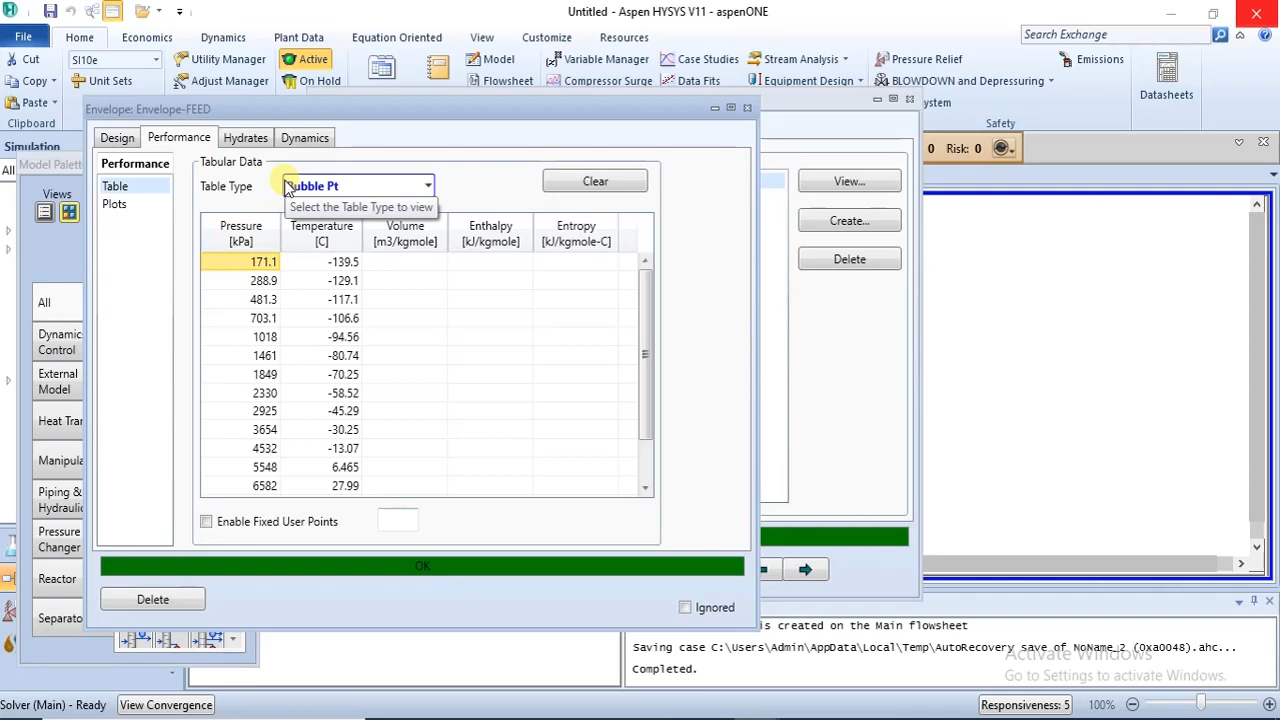 Untitled - Aspen HYSYS V11 - aspenONE
File Home Economics Dynamics Plant Data Equation Oriented View Customize Resources Search Exchange
Cut SI10e Utility Manager Active Model Variable Manager Case Studies Stream Analysis Pressure Relief Emissions
Copy Unit Sets Adjust Manager On Hold Flowsheet Compressor Surge Data Fits Equipment Design BLOWDOWN and Depressuring
Paste Datasheets
Clipboard Safety
Simulation Envelope: Envelope-FEED
All
Model Palette Design Performance Hydrates Dynamics 0 Risk: 0
Performance Tabular Data
Views Table Table Type Bubble Pt Clear View...
Plots Select the Table Type to view
Create...
Pressure Temperature Volume Enthalpy Entropy
[kPa] [C] [m3/kgmole] [kJ/kgmole] [kJ/kgmole-C]
Delete
171.1 -139.5
288.9 -129.1
All 481.3 -117.1
703.1 -106.6
Dynamic Control 1018 -94.56
1461 -80.74
External Model 1849 -70.25
2330 -58.52
Heat Tran 2925 -45.29
3654 -30.25
Manipula 4532 -13.07
5548 6.465
Piping & Hydraulic 6582 27.99
Enable Fixed User Points
Pressure Changer
OK
Reactor
Delete
Ignored
Separato
is created on the Main flowsheet
Saving case C:\Users\Admin\AppData\Local\Temp\AutoRecovery save of NoName_2 (0xa0048).ahc...
Completed.
Activate Windows
Go to Settings to activate Windows.
Solver (Main) - Ready View Convergence Responsiveness: 5 100%